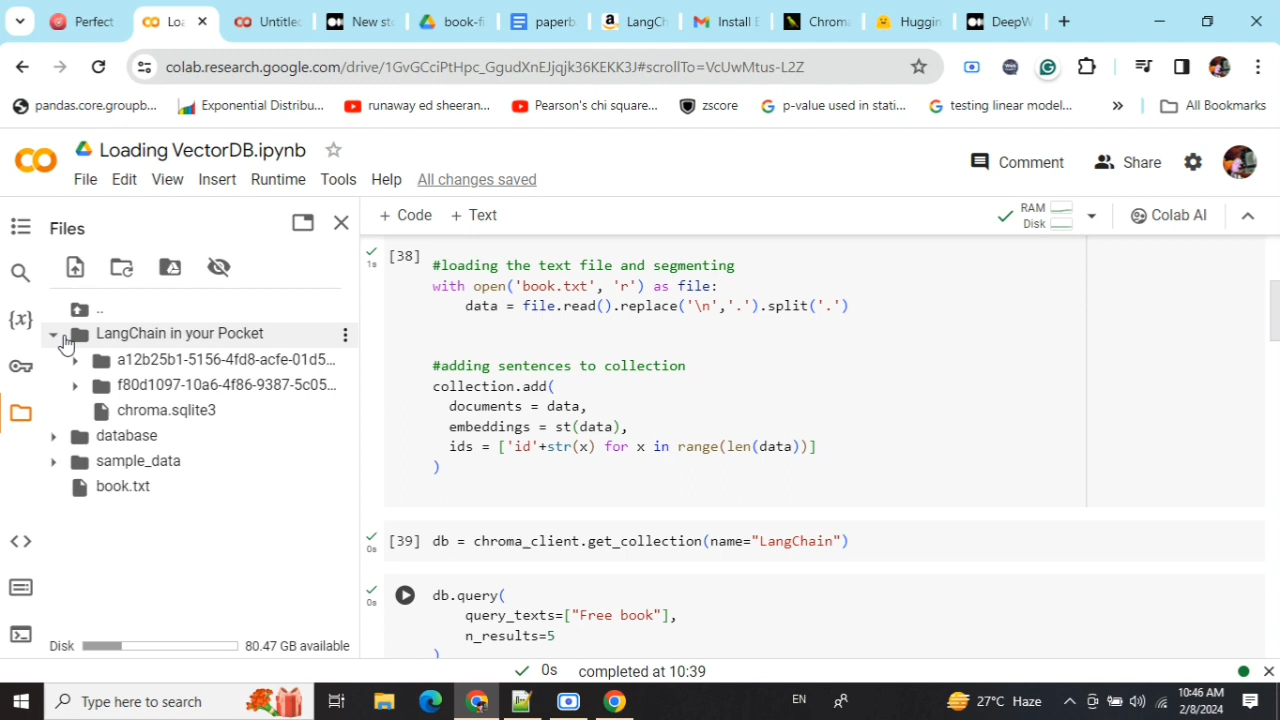 Perfect
Loa
Untitle
New sto
book-fi
paperb
LangCh
Install E
Chroma
Huggin
DeepW
colab.research.google.com/drive/1GvGCciPtHpc_GgudXnEJjqjk36KEKK3J#scrollTo=VcUwMtus-L2Z
pandas.core.groupb...
Exponential Distribu...
runaway ed sheeran...
Pearson's chi square...
zscore
p-value used in stati...
testing linear model...
»
All Bookmarks
Loading VectorDB.ipynb
Comment
Share
File Edit View Insert Runtime Tools Help All changes saved
Files
+ Code + Text
RAM
Disk
Colab AI
..
LangChain in your Pocket
a12b25b1-5156-4fd8-acfe-01d5...
f80d1097-10a6-4f86-9387-5c05...
chroma.sqlite3
database
sample_data
book.txt
{x}
Disk 80.47 GB available
[38]
1s
#loading the text file and segmenting
with open('book.txt', 'r') as file:
data = file.read().replace('\n','.').split('.')
#adding sentences to collection
collection.add(
documents = data,
embeddings = st(data),
ids = ['id'+str(x) for x in range(len(data))]
)
[39] db = chroma_client.get_collection(name="LangChain")
0s
db.query(
0s
query_texts=["Free book"],
n_results=5
)
0s completed at 10:39
Type here to search
EN
27°C Haze
10:46 AM
2/8/2024